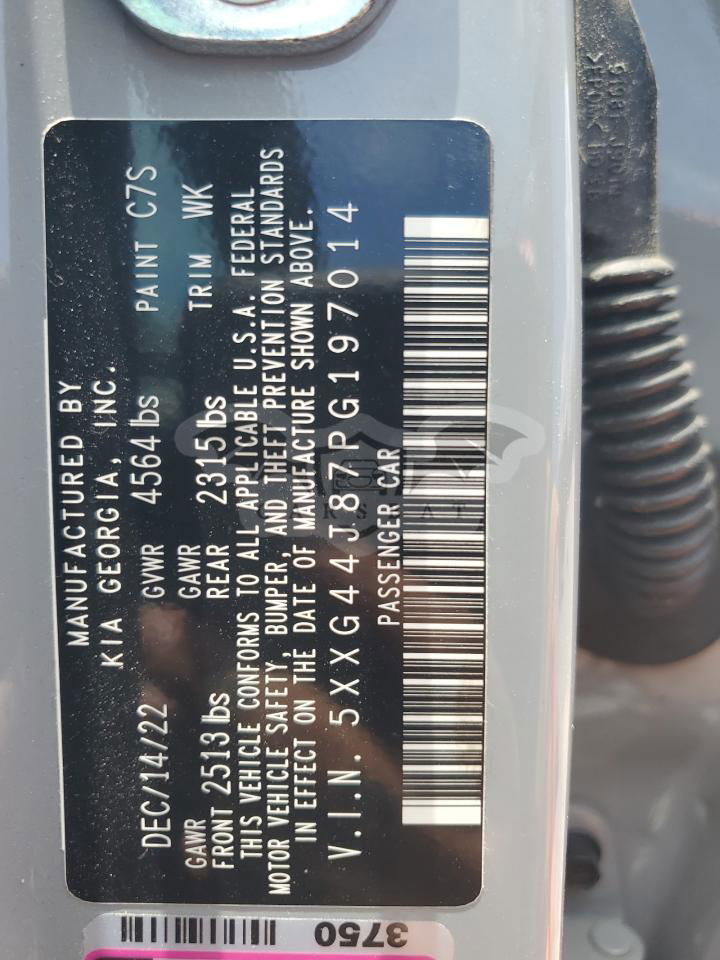 MANUFACTURED BY
KIA GEORGIA, INC.
DEC/14/22 GVWR 4564 lbs PAINT C7S
GAWR FRONT 2513 lbs GAWR REAR 2315 lbs TRIM WK
THIS VEHICLE CONFORMS TO ALL APPLICABLE U.S.A. FEDERAL
MOTOR VEHICLE SAFETY, BUMPER, AND THEFT PREVENTION STANDARDS
IN EFFECT ON THE DATE OF MANUFACTURE SHOWN ABOVE.
V.I.N. 5XXG44J87PG197014
PASSENGER CAR
3750